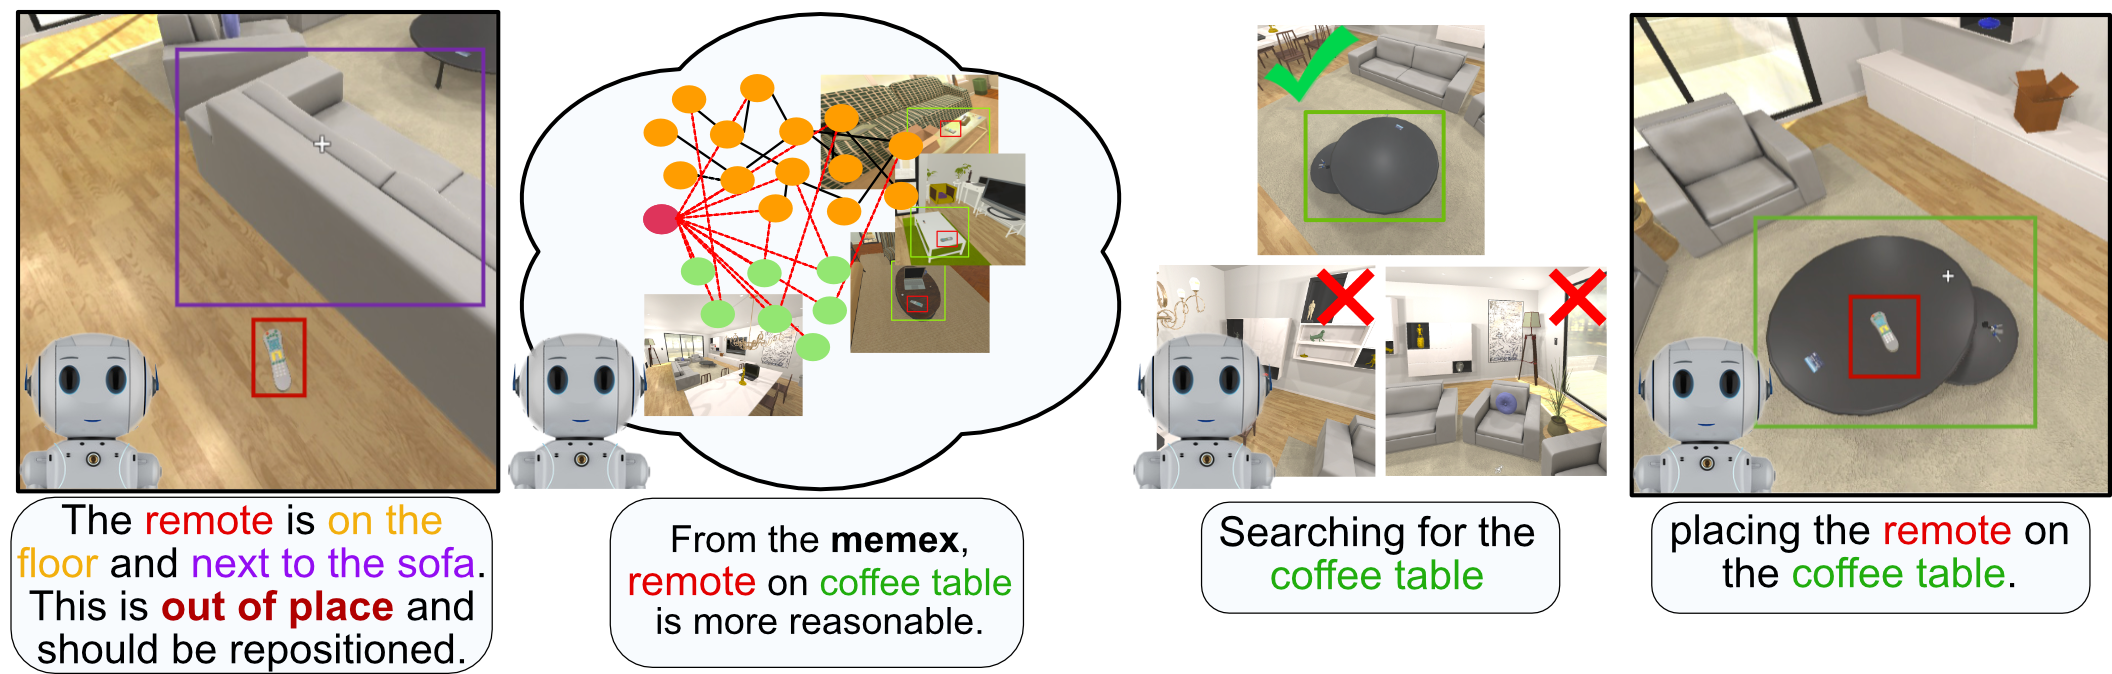 The remote is on the
floor and next to the sofa.
This is out of place and
should be repositioned.
From the memex,
remote on coffee table
is more reasonable.
Searching for the
coffee table
placing the remote on
the coffee table.